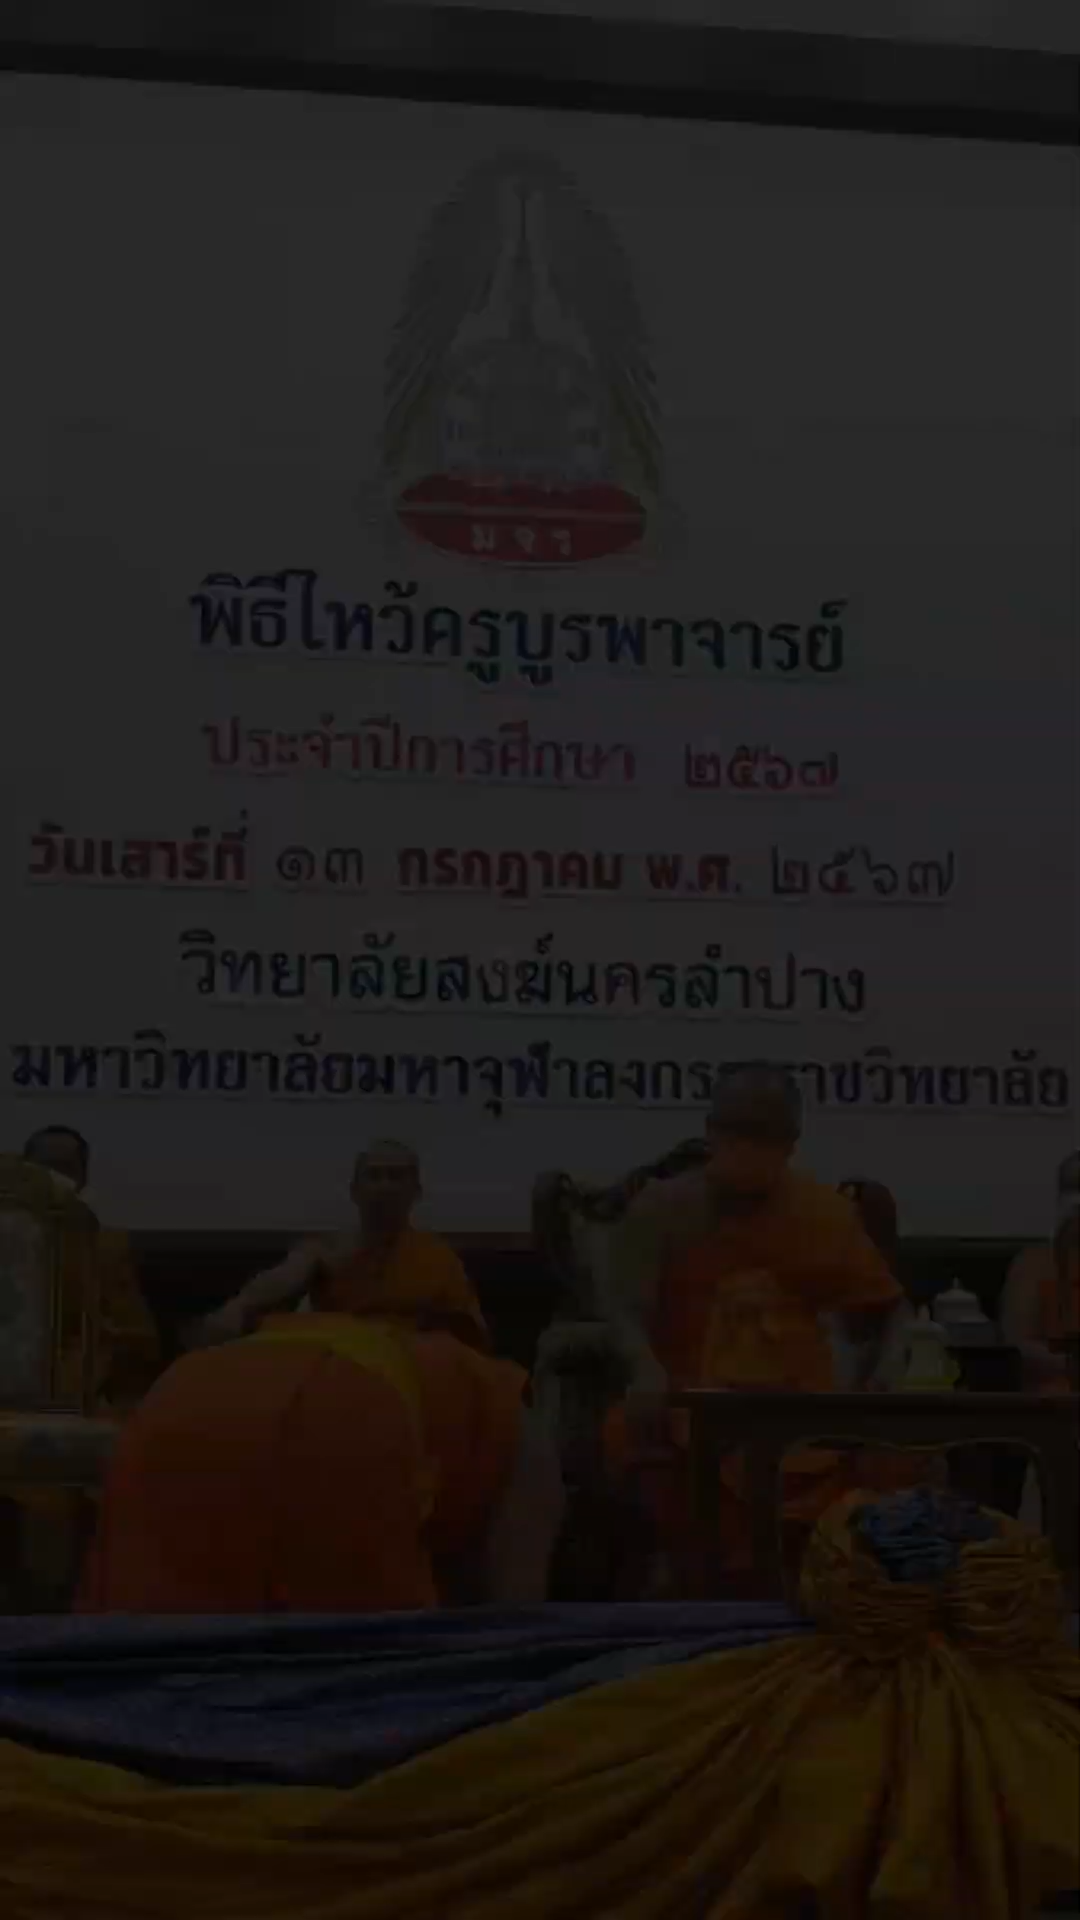 ม จ ร
พิธีไหว้ครูบูรพาจารย์
ประจำปีการศึกษา ๒๕๖๗
วันเสาร์ที่ ๑๓ กรกฎาคม พ.ศ. ๒๕๖๗
วิทยาลัยสงฆ์นครลำปาง
มหาวิทยาลัยมหาจุฬาลงกรณราชวิทยาลัย